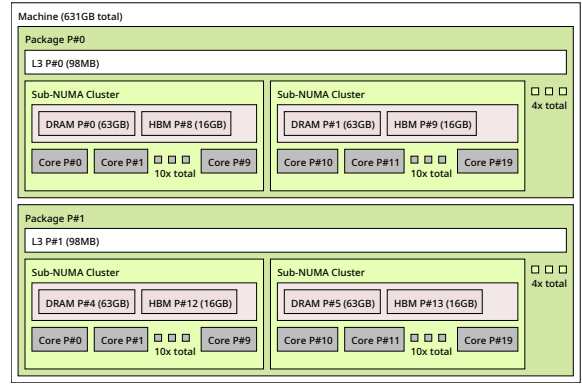 Machine (631GB total)
Package P#0
L3 P#0 (98MB)
Sub-NUMA Cluster
DRAM P#0 (63GB) HBM P#8 (16GB)
Core P#0 Core P#1 10x total Core P#9
Sub-NUMA Cluster
DRAM P#1 (63GB) HBM P#9 (16GB)
Core P#10 Core P#11 10x total Core P#19
4x total
Package P#1
L3 P#1 (98MB)
Sub-NUMA Cluster
DRAM P#4 (63GB) HBM P#12 (16GB)
Core P#0 Core P#1 10x total Core P#9
Sub-NUMA Cluster
DRAM P#5 (63GB) HBM P#13 (16GB)
Core P#10 Core P#11 10x total Core P#19
4x total